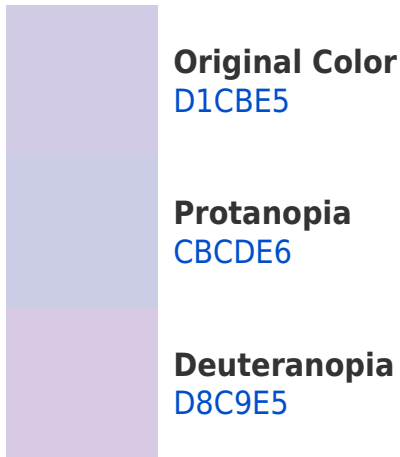 Original Color
D1CBE5
Protanopia
CBCDE6
Deuteranopia
D8C9E5